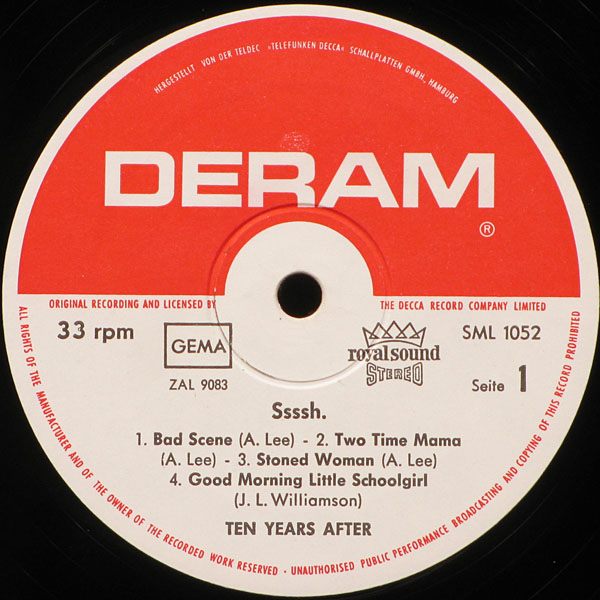 HERGESTELLT VON DER TELDEC »TELEFUNKEN DECCA« SCHALLPLATTEN GMBH, HAMBURG
DERAM
®
ORIGINAL RECORDING AND LICENSED BY THE DECCA RECORD COMPANY LIMITED
33 rpm
GEMA
ZAL 9083
royalsound
STEREO
SML 1052
Seite 1
Ssssh.
1. Bad Scene (A. Lee) - 2. Two Time Mama
(A. Lee) - 3. Stoned Woman (A. Lee)
4. Good Morning Little Schoolgirl
(J. L. Williamson)
TEN YEARS AFTER
ALL RIGHTS OF THE MANUFACTURER AND OF THE OWNER OF THE RECORDED WORK RESERVED · UNAUTHORISED PUBLIC PERFORMANCE BROADCASTING AND COPYING OF THIS RECORD PROHIBITED